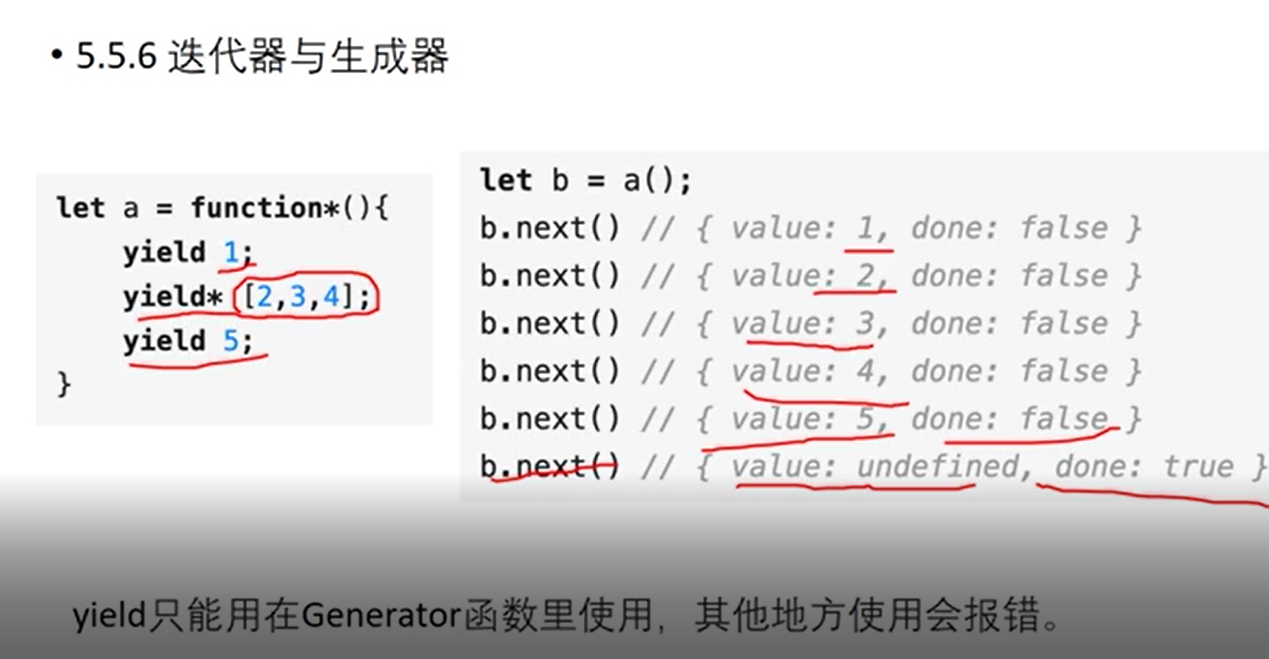 • 5.5.6 迭代器与生成器
let a = function*(){
yield 1;
yield* [2,3,4];
yield 5;
}
let b = a();
b.next() // { value: 1, done: false }
b.next() // { value: 2, done: false }
b.next() // { value: 3, done: false }
b.next() // { value: 4, done: false }
b.next() // { value: 5, done: false }
b.next() // { value: undefined, done: true }
yield只能用在Generator函数里使用，其他地方使用会报错。